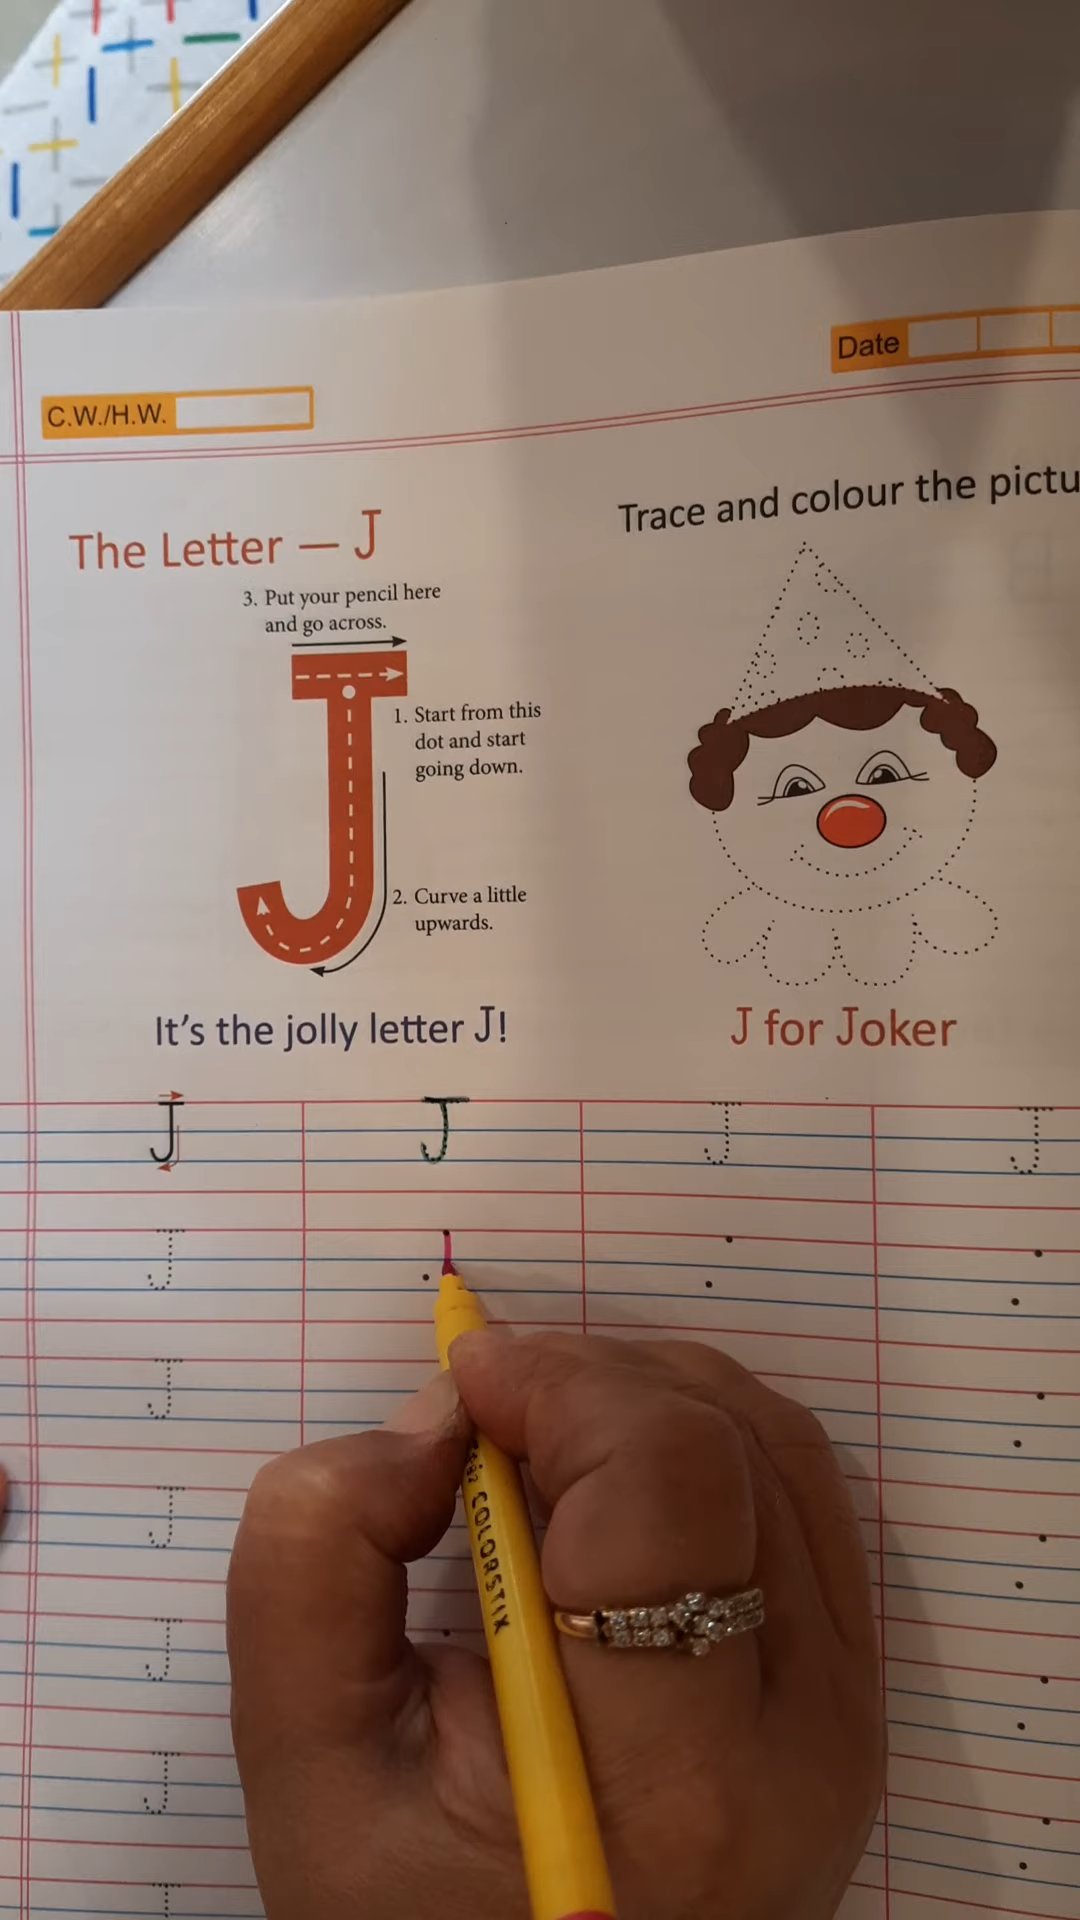 Date
C.W./H.W.
Trace and colour the pictu
The Letter – J
3. Put your pencil here
and go across.
1. Start from this
dot and start
going down.
2. Curve a little
upwards.
It's the jolly letter J!
J for Joker
J J J J
J
J
J
J
J
J
COLORSTIX